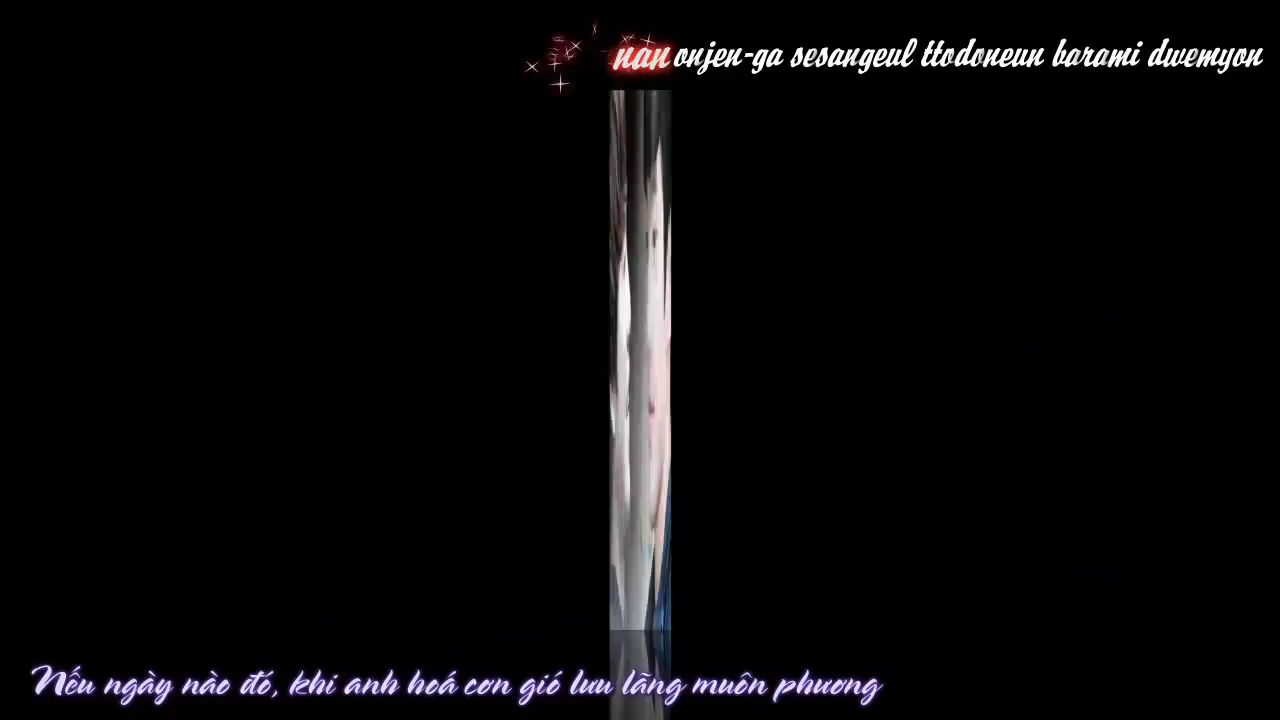 nan onjen-ga sesangeul ttodoneun barami dwemyon
Nếu ngày nào đó, khi anh hoá cơn gió lưu lãng muôn phương